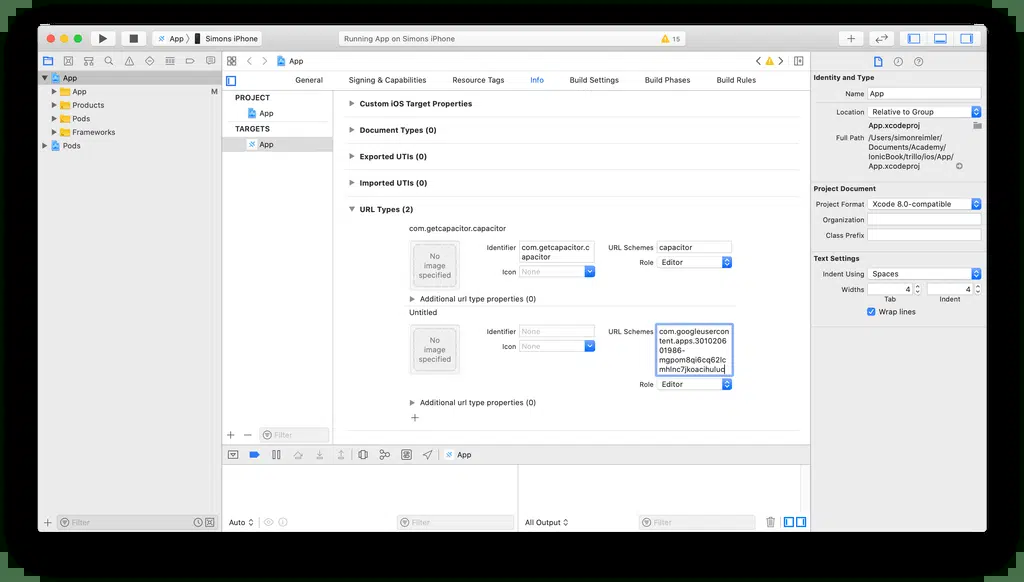 App
Simons iPhone
Running App on Simons iPhone
15
App
App
App
M
Products
Pods
Frameworks
Pods
Filter
General
Signing & Capabilities
Resource Tags
Info
Build Settings
Build Phases
Build Rules
PROJECT
App
TARGETS
App
Filter
Custom iOS Target Properties
Document Types (0)
Exported UTIs (0)
Imported UTIs (0)
URL Types (2)
com.getcapacitor.capacitor
No
image
specified
Identifier
com.getcapacitor.c
apacitor
Icon
None
URL Schemes
capacitor
Role
Editor
Additional url type properties (0)
Untitled
No
image
specified
Identifier
None
Icon
None
URL Schemes
com.googleusercon
tent.apps.3010206
01986-
mgpom8qi6cq62lc
mhlnc7jkoacihuluc
Role
Editor
Additional url type properties (0)
App
Auto
Filter
All Output
Filter
Identity and Type
Name
App
Location
Relative to Group
App.xcodeproj
Full Path
/Users/simonreimler/
Documents/Academy/
IonicBook/trillo/ios/App/
App.xcodeproj
Project Document
Project Format
Xcode 8.0-compatible
Organization
Class Prefix
Text Settings
Indent Using
Spaces
Widths
4
4
Tab
Indent
Wrap lines